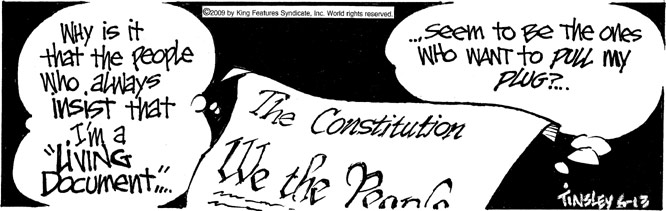 ©2009 by King Features Syndicate, Inc. World rights reserved.
WHY is it
that the people
who always
insist that
I'm a
"LiVING
DOCUMENT"...
...SEEM to BE the ONES
WHO WANT to PULL my
PLUG?...
The Constitution
We the People
TINSLEY 6-13